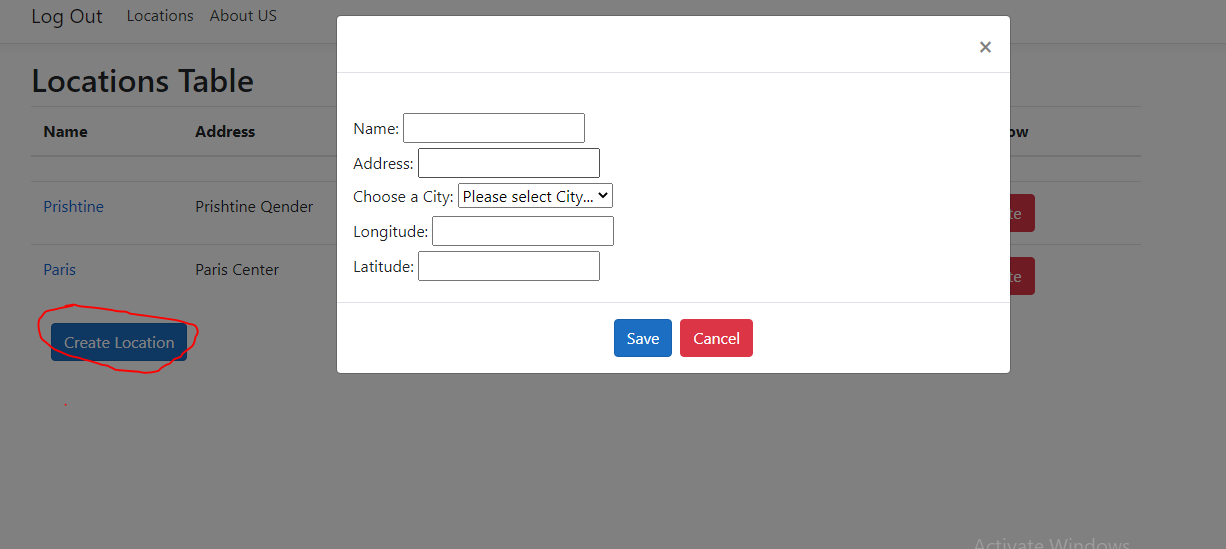 Log Out Locations About US
×
Locations Table
Name Address ow
Name:
Address:
Prishtine Prishtine Qender te
Choose a City: Please select City...
Longitude:
Latitude:
Paris Paris Center te
Create Location
Save Cancel
Activate Windows